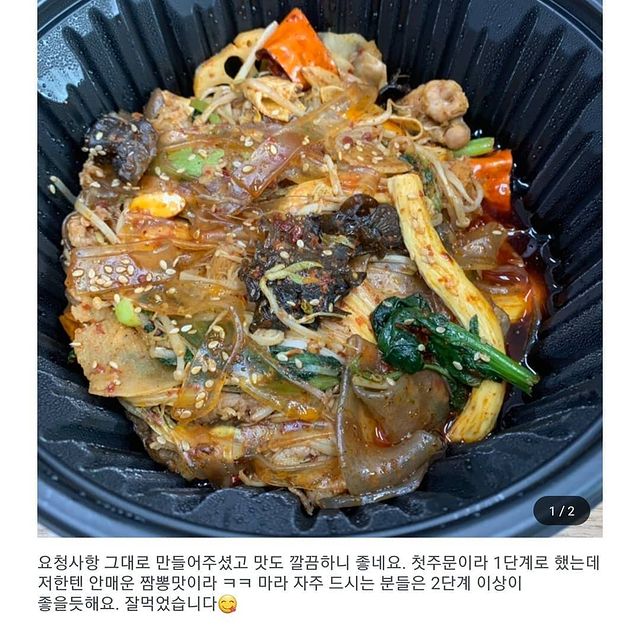 1 / 2
요청사항 그대로 만들어주셨고 맛도 깔끔하니 좋네요. 첫주문이라 1단계로 했는데
저한텐 안매운 짬뽕맛이라 ㅋㅋ 마라 자주 드시는 분들은 2단계 이상이
좋을듯해요. 잘먹었습니다😋